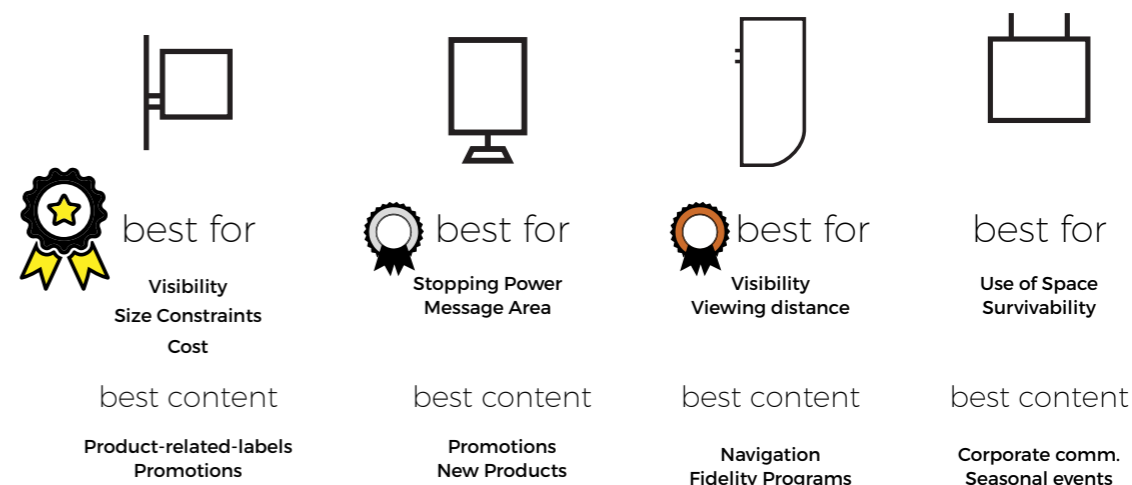 best for
Visibility
Size Constraints
Cost
best content
Product-related-labels
Promotions
best for
Stopping Power
Message Area
best content
Promotions
New Products
best for
Visibility
Viewing distance
best content
Navigation
Fidelity Programs
best for
Use of Space
Survivability
best content
Corporate comm.
Seasonal events